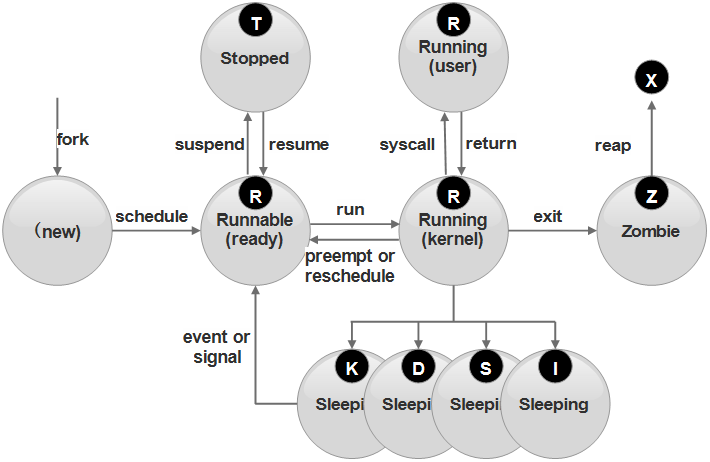 T
Stopped
R
Running
(user)
X
fork
suspend
resume
syscall
return
reap
(new)
schedule
R
Runnable
(ready)
run
preempt or
reschedule
R
Running
(kernel)
exit
Z
Zombie
event or
signal
K
Sleepi
D
Sleepi
S
Sleepi
I
Sleeping